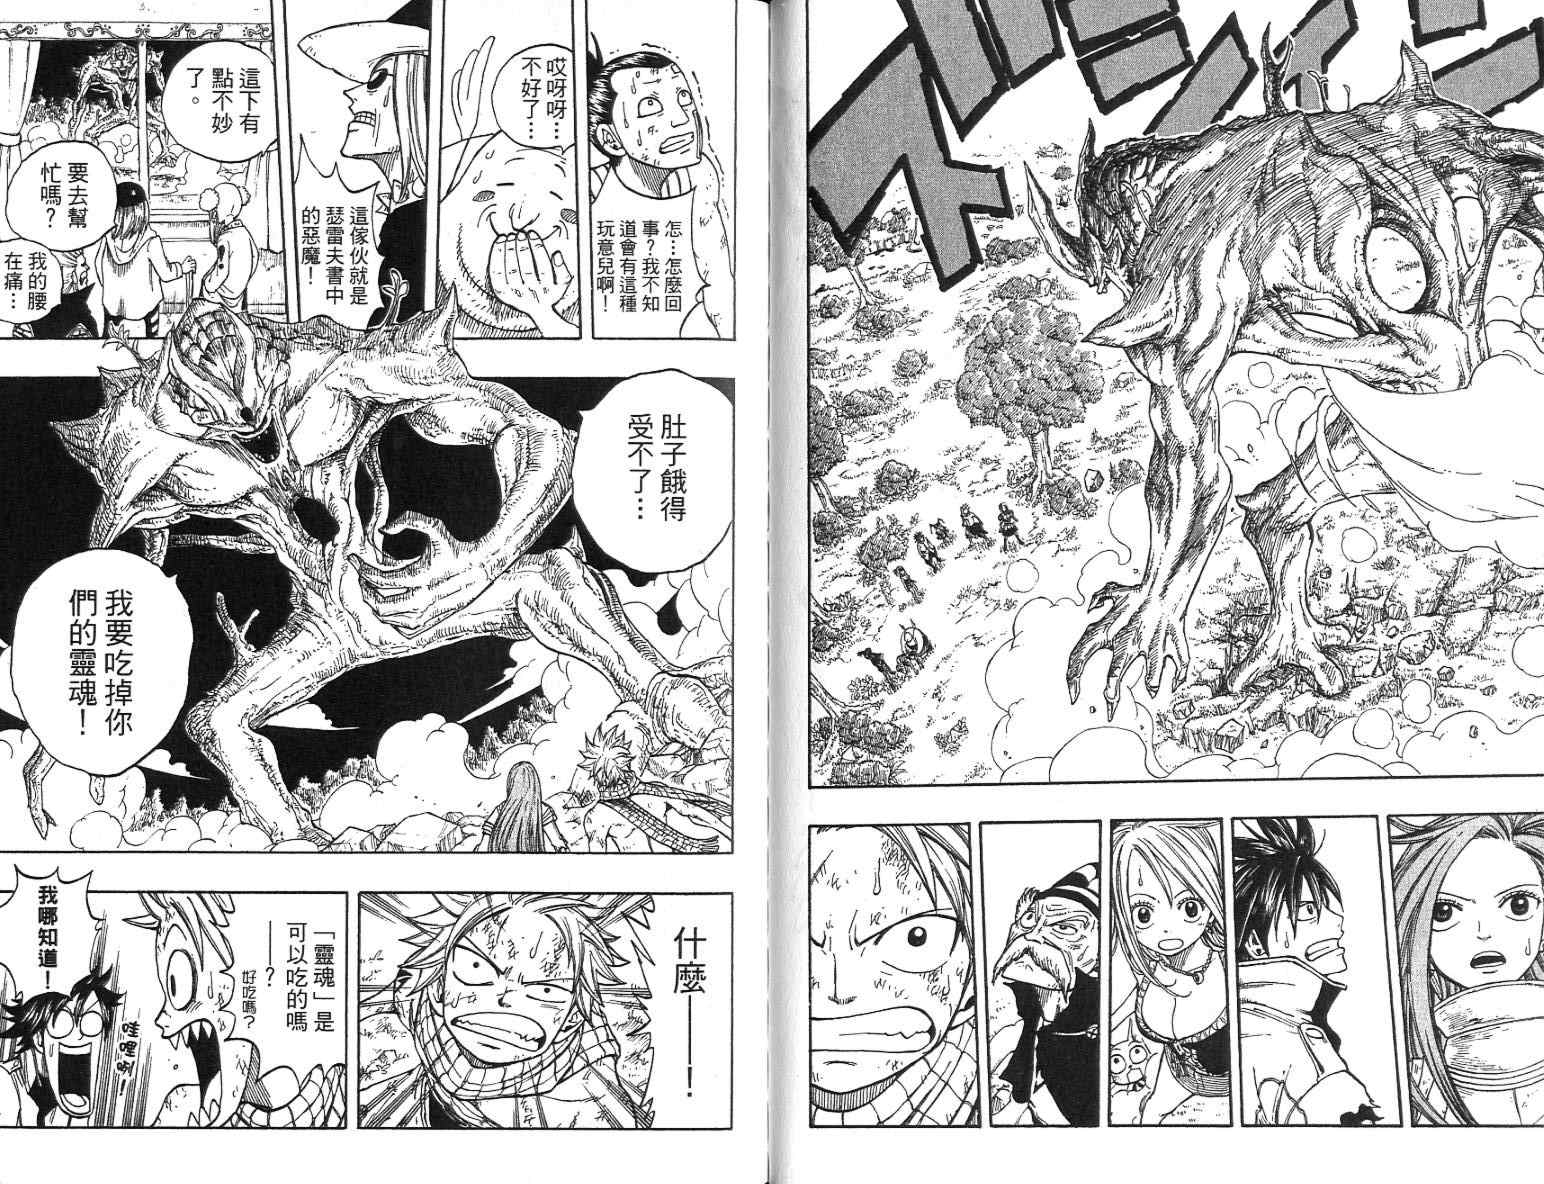 ズシィン
怎…怎麼回
事？我不知
道會有這種
玩意兒啊！
哎呀呀…
不好了…
這傢伙就是
瑟雷夫書中
的惡魔！
這下有
點不妙
了。
要去幫
忙嗎？
我的腰
在痛…
肚子餓得
受不了…
我要吃掉你
們的靈魂！
什麼——！
「靈魂」是
可以吃的嗎
——？
好吃嗎？
我哪知道！
哇哩咧！